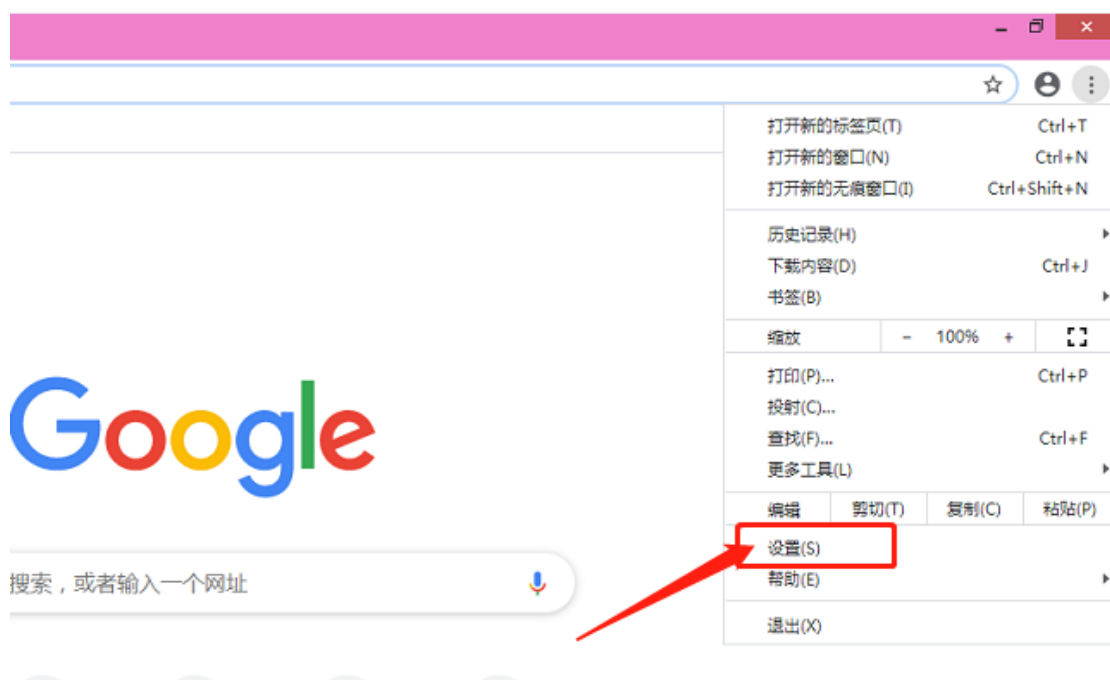 打开新的标签页(T) Ctrl+T
打开新的窗口(N) Ctrl+N
打开新的无痕窗口(I) Ctrl+Shift+N
历史记录(H)
下载内容(D) Ctrl+J
书签(B)
缩放 - 100% +
打印(P)... Ctrl+P
投射(C)...
查找(F)... Ctrl+F
更多工具(L)
编辑 剪切(T) 复制(C) 粘贴(P)
设置(S)
帮助(E)
退出(X)
Google
搜索，或者输入一个网址